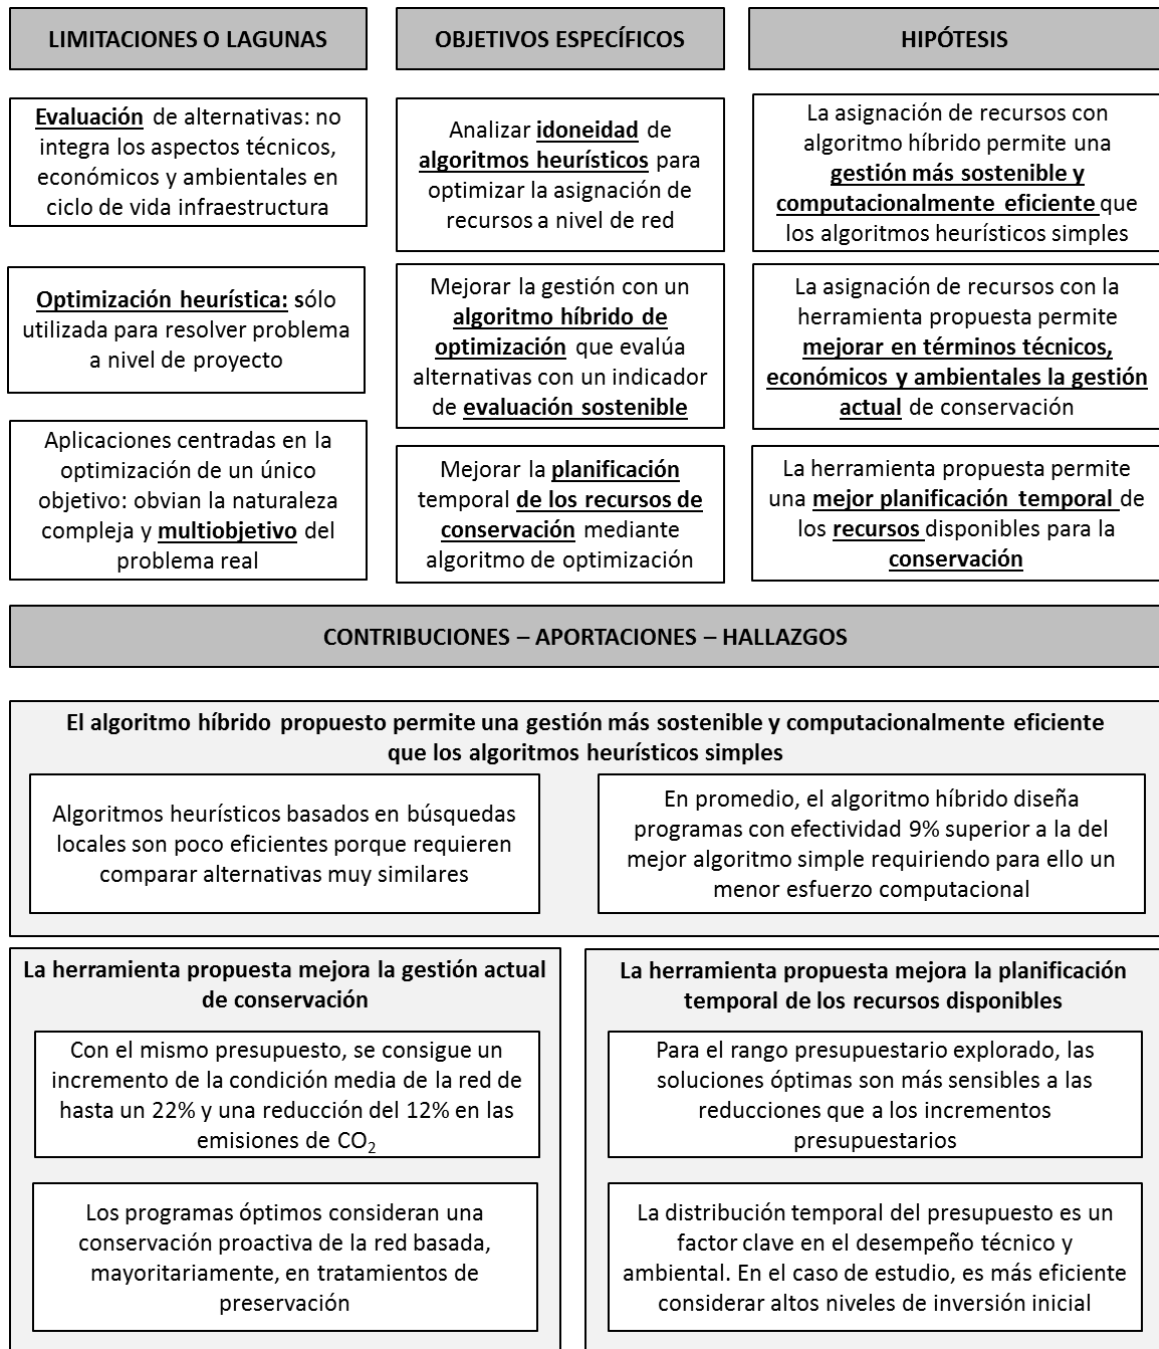 LIMITACIONES O LAGUNAS
Evaluación de alternativas: no
integra los aspectos técnicos,
económicos y ambientales en
ciclo de vida infraestructura
Optimización heurística: sólo
utilizada para resolver problema
a nivel de proyecto
Aplicaciones centradas en la
optimización de un único
objetivo: obvian la naturaleza
compleja y multiobjetivo del
problema real
OBJETIVOS ESPECÍFICOS
Analizar idoneidad de
algoritmos heurísticos para
optimizar la asignación de
recursos a nivel de red
Mejorar la gestión con un
algoritmo híbrido de
optimización que evalúa
alternativas con un indicador
de evaluación sostenible
Mejorar la planificación
temporal de los recursos de
conservación mediante
algoritmo de optimización
HIPÓTESIS
La asignación de recursos con
algoritmo híbrido permite una
gestión más sostenible y
computacionalmente eficiente que
los algoritmos heurísticos simples
La asignación de recursos con la
herramienta propuesta permite
mejorar en términos técnicos,
económicos y ambientales la gestión
actual de conservación
La herramienta propuesta permite
una mejor planificación temporal de
los recursos disponibles para la
conservación
CONTRIBUCIONES – APORTACIONES – HALLAZGOS
El algoritmo híbrido propuesto permite una gestión más sostenible y computacionalmente eficiente
que los algoritmos heurísticos simples
Algoritmos heurísticos basados en búsquedas
locales son poco eficientes porque requieren
comparar alternativas muy similares
En promedio, el algoritmo híbrido diseña
programas con efectividad 9% superior a la del
mejor algoritmo simple requiriendo para ello un
menor esfuerzo computacional
La herramienta propuesta mejora la gestión actual
de conservación
Con el mismo presupuesto, se consigue un
incremento de la condición media de la red de
hasta un 22% y una reducción del 12% en las
emisiones de CO₂
Los programas óptimos consideran una
conservación proactiva de la red basada,
mayoritariamente, en tratamientos de
preservación
La herramienta propuesta mejora la planificación
temporal de los recursos disponibles
Para el rango presupuestario explorado, las
soluciones óptimas son más sensibles a las
reducciones que a los incrementos
presupuestarios
La distribución temporal del presupuesto es un
factor clave en el desempeño técnico y
ambiental. En el caso de estudio, es más eficiente
considerar altos niveles de inversión inicial